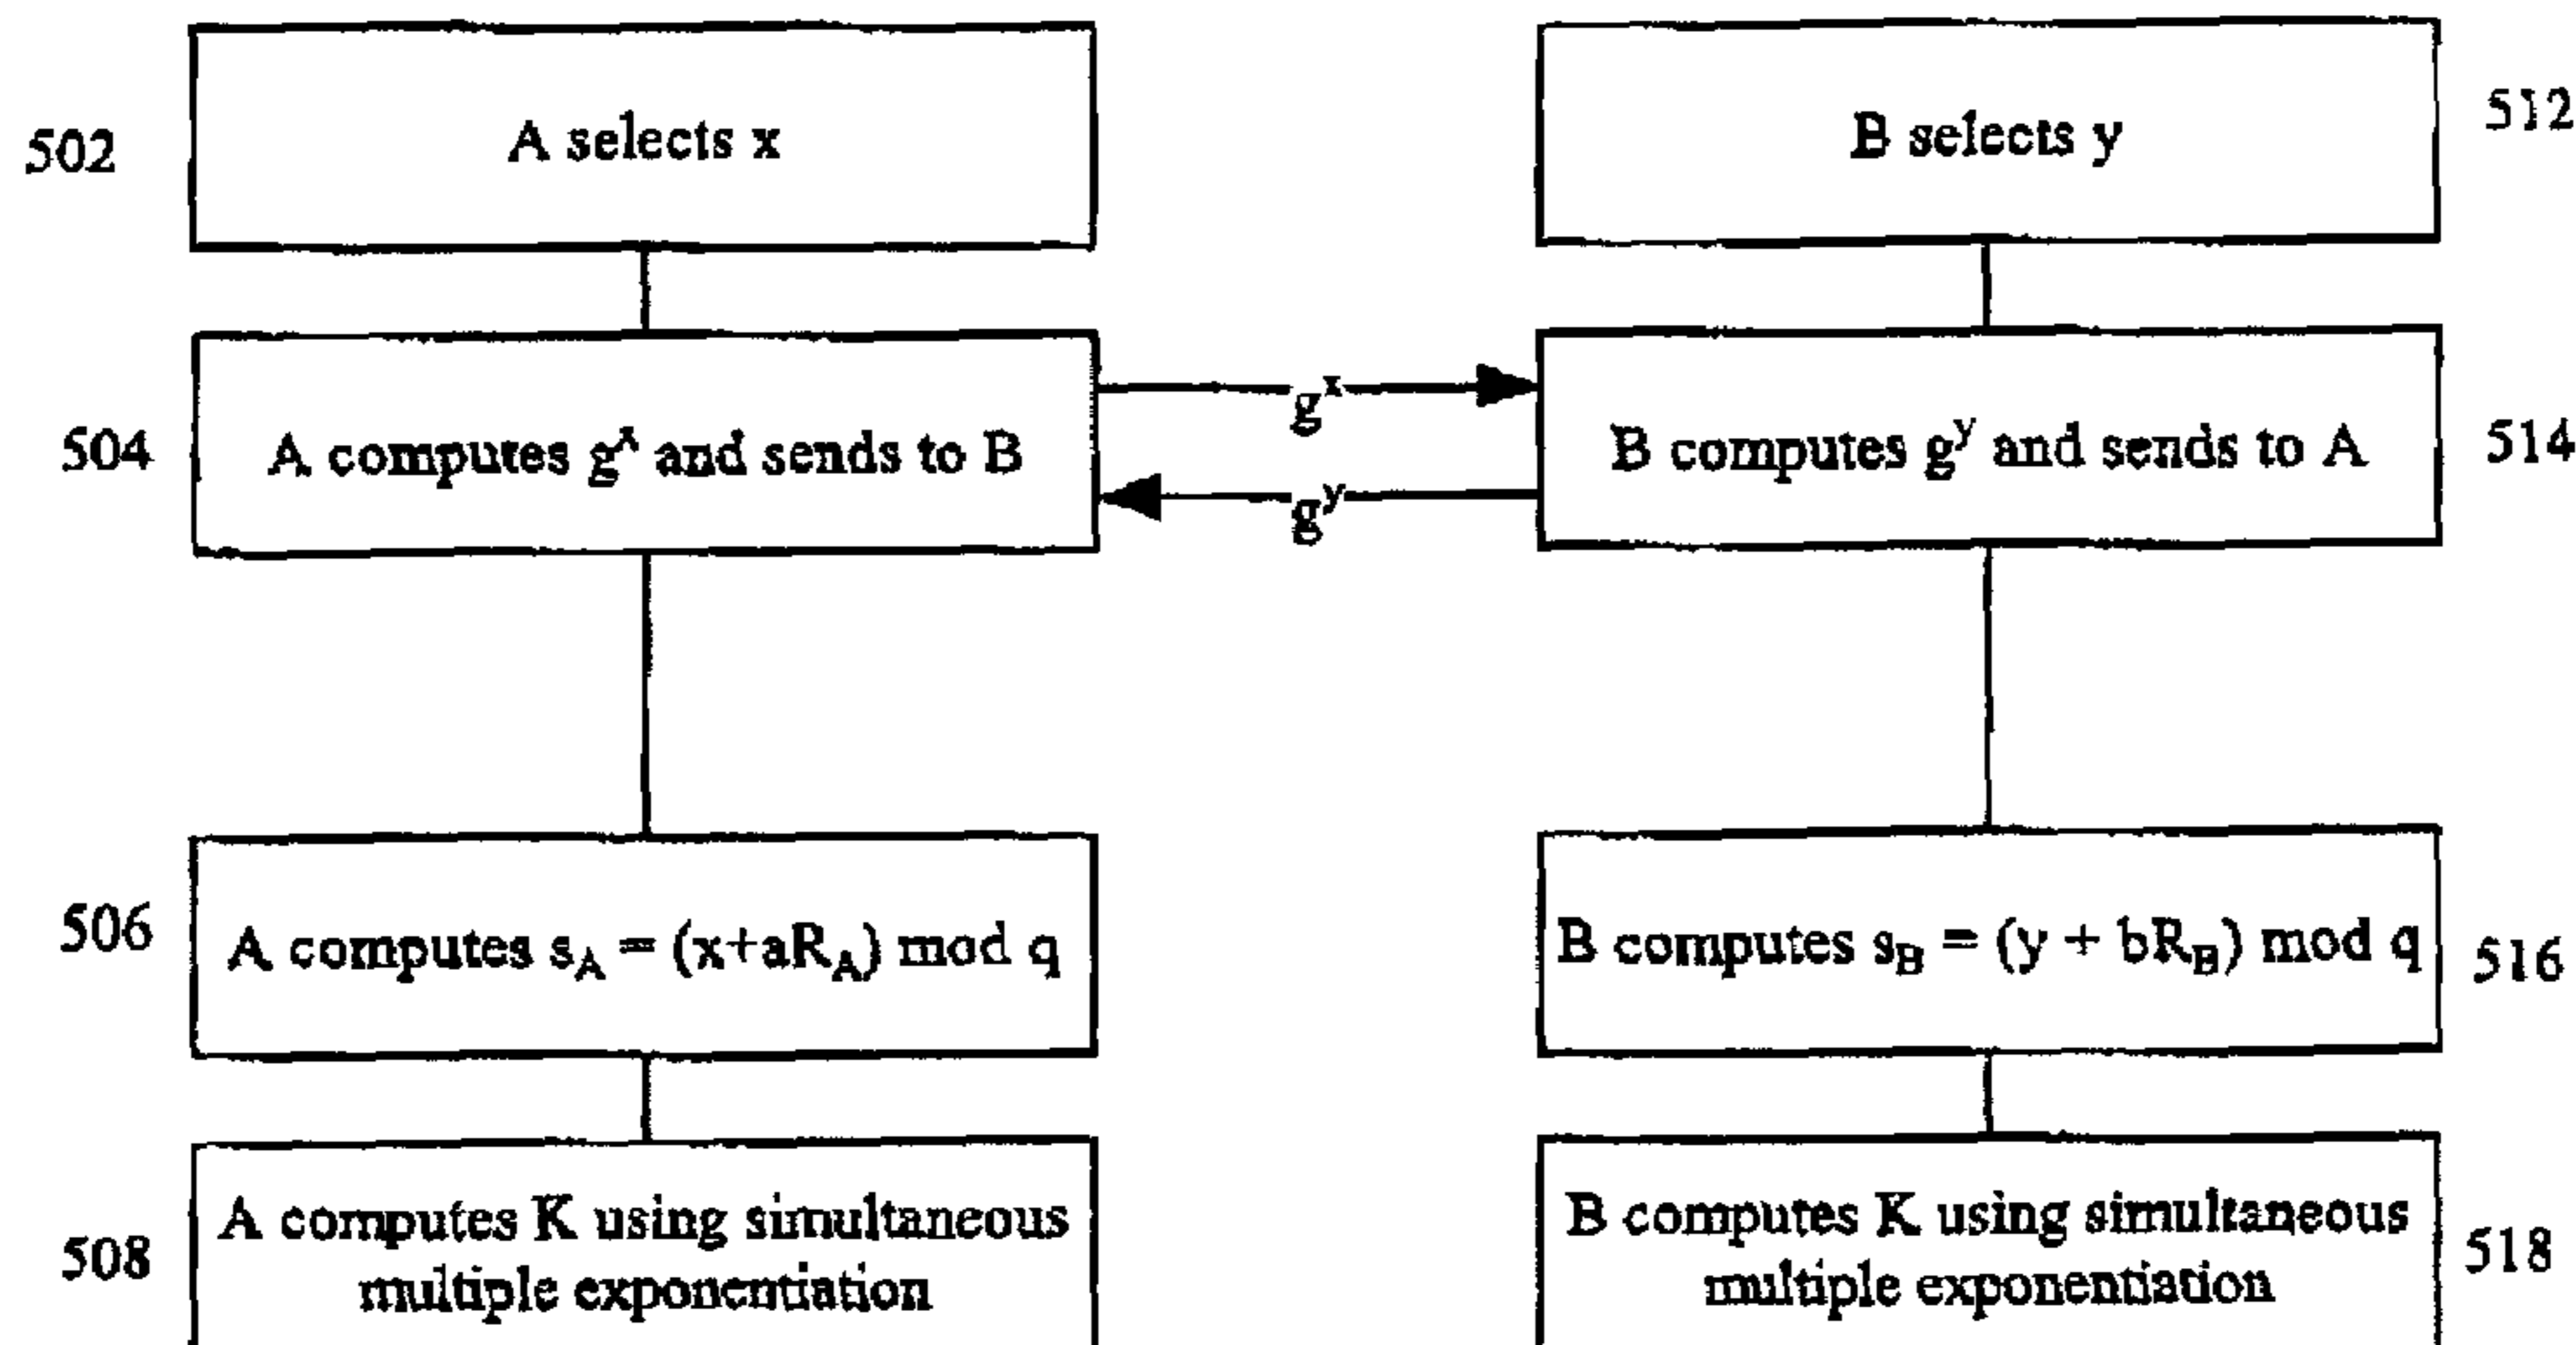 502
A selects x
B selects y
512
504
A computes g^x and sends to B
g^x
g^y
B computes g^y and sends to A
514
506
A computes s_A = (x+aR_A) mod q
B computes s_B = (y + bR_B) mod q
516
508
A computes K using simultaneous
multiple exponentiation
B computes K using simultaneous
multiple exponentiation
518